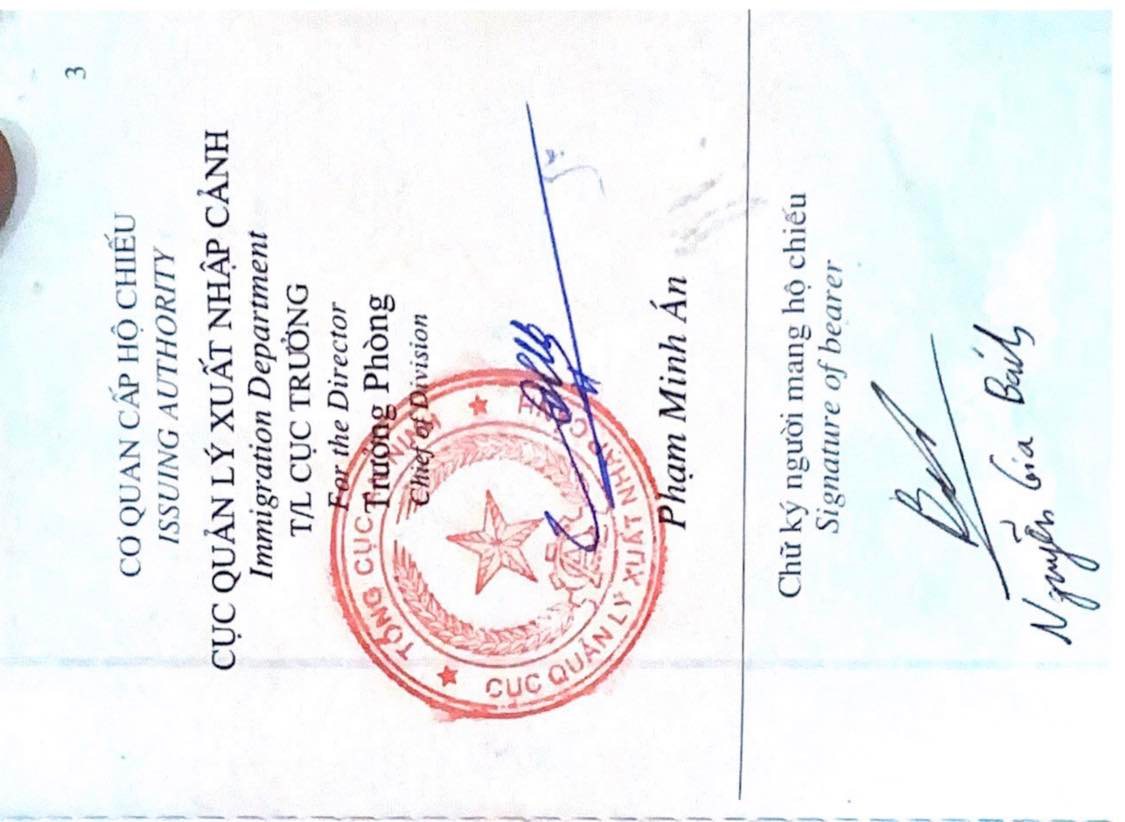 3
CƠ QUAN CẤP HỘ CHIẾU
ISSUING AUTHORITY
CỤC QUẢN LÝ XUẤT NHẬP CẢNH
Immigration Department
T/L CỤC TRƯỞNG
For the Director
Trưởng Phòng
Chief of Division
TỔNG CỤC
CỤC QUẢN LÝ XUẤT NHẬP
Phạm Minh Án
Chữ ký người mang hộ chiếu
Signature of bearer
Nguyễn Gia Bách